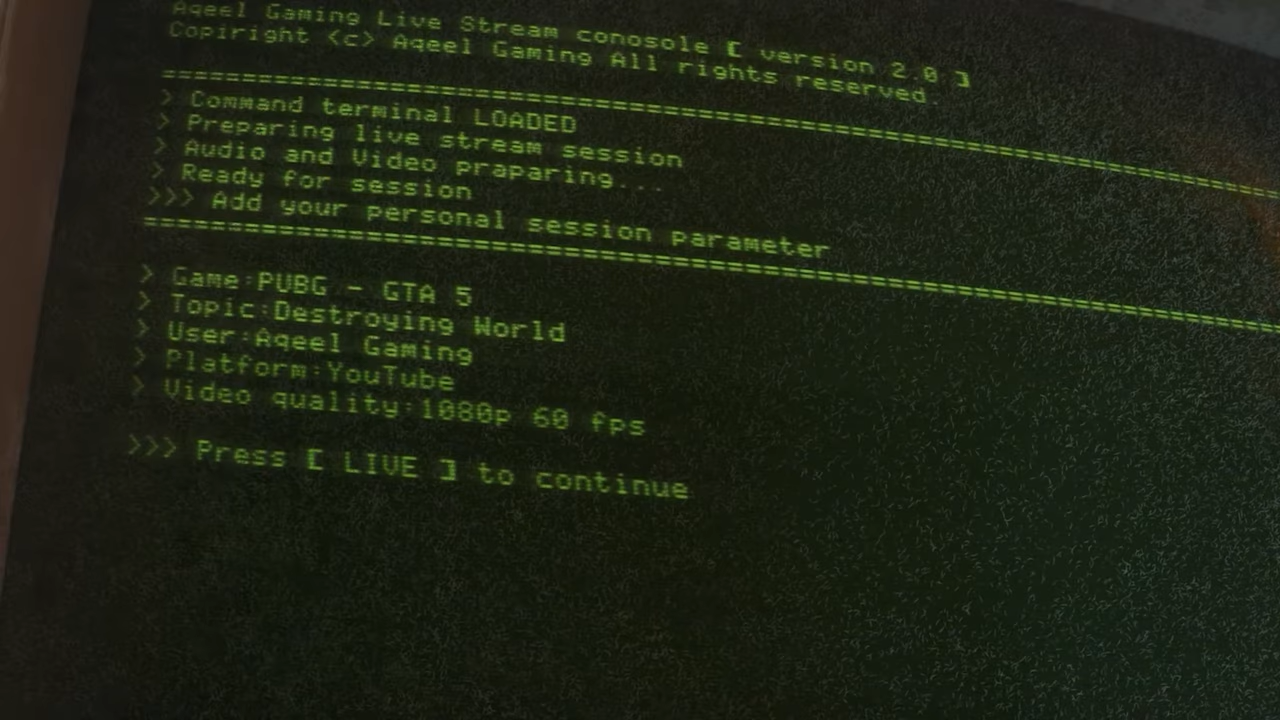 Aqeel Gaming Live Stream conosole [ version 2.0 ]
Copiright <c> Aqeel Gaming All rights reserved.
================================================================================
> Command terminal LOADED
> Preparing live stream session
> Audio and Video praparing...
> Ready for session
>>> Add your personal session parameter
================================================================================
> Game:PUBG - GTA 5
> Topic:Destroying World
> User:Aqeel Gaming
> Platform:YouTube
> Video quality:1080p 60 fps
>>> Press [ LIVE ] to continue